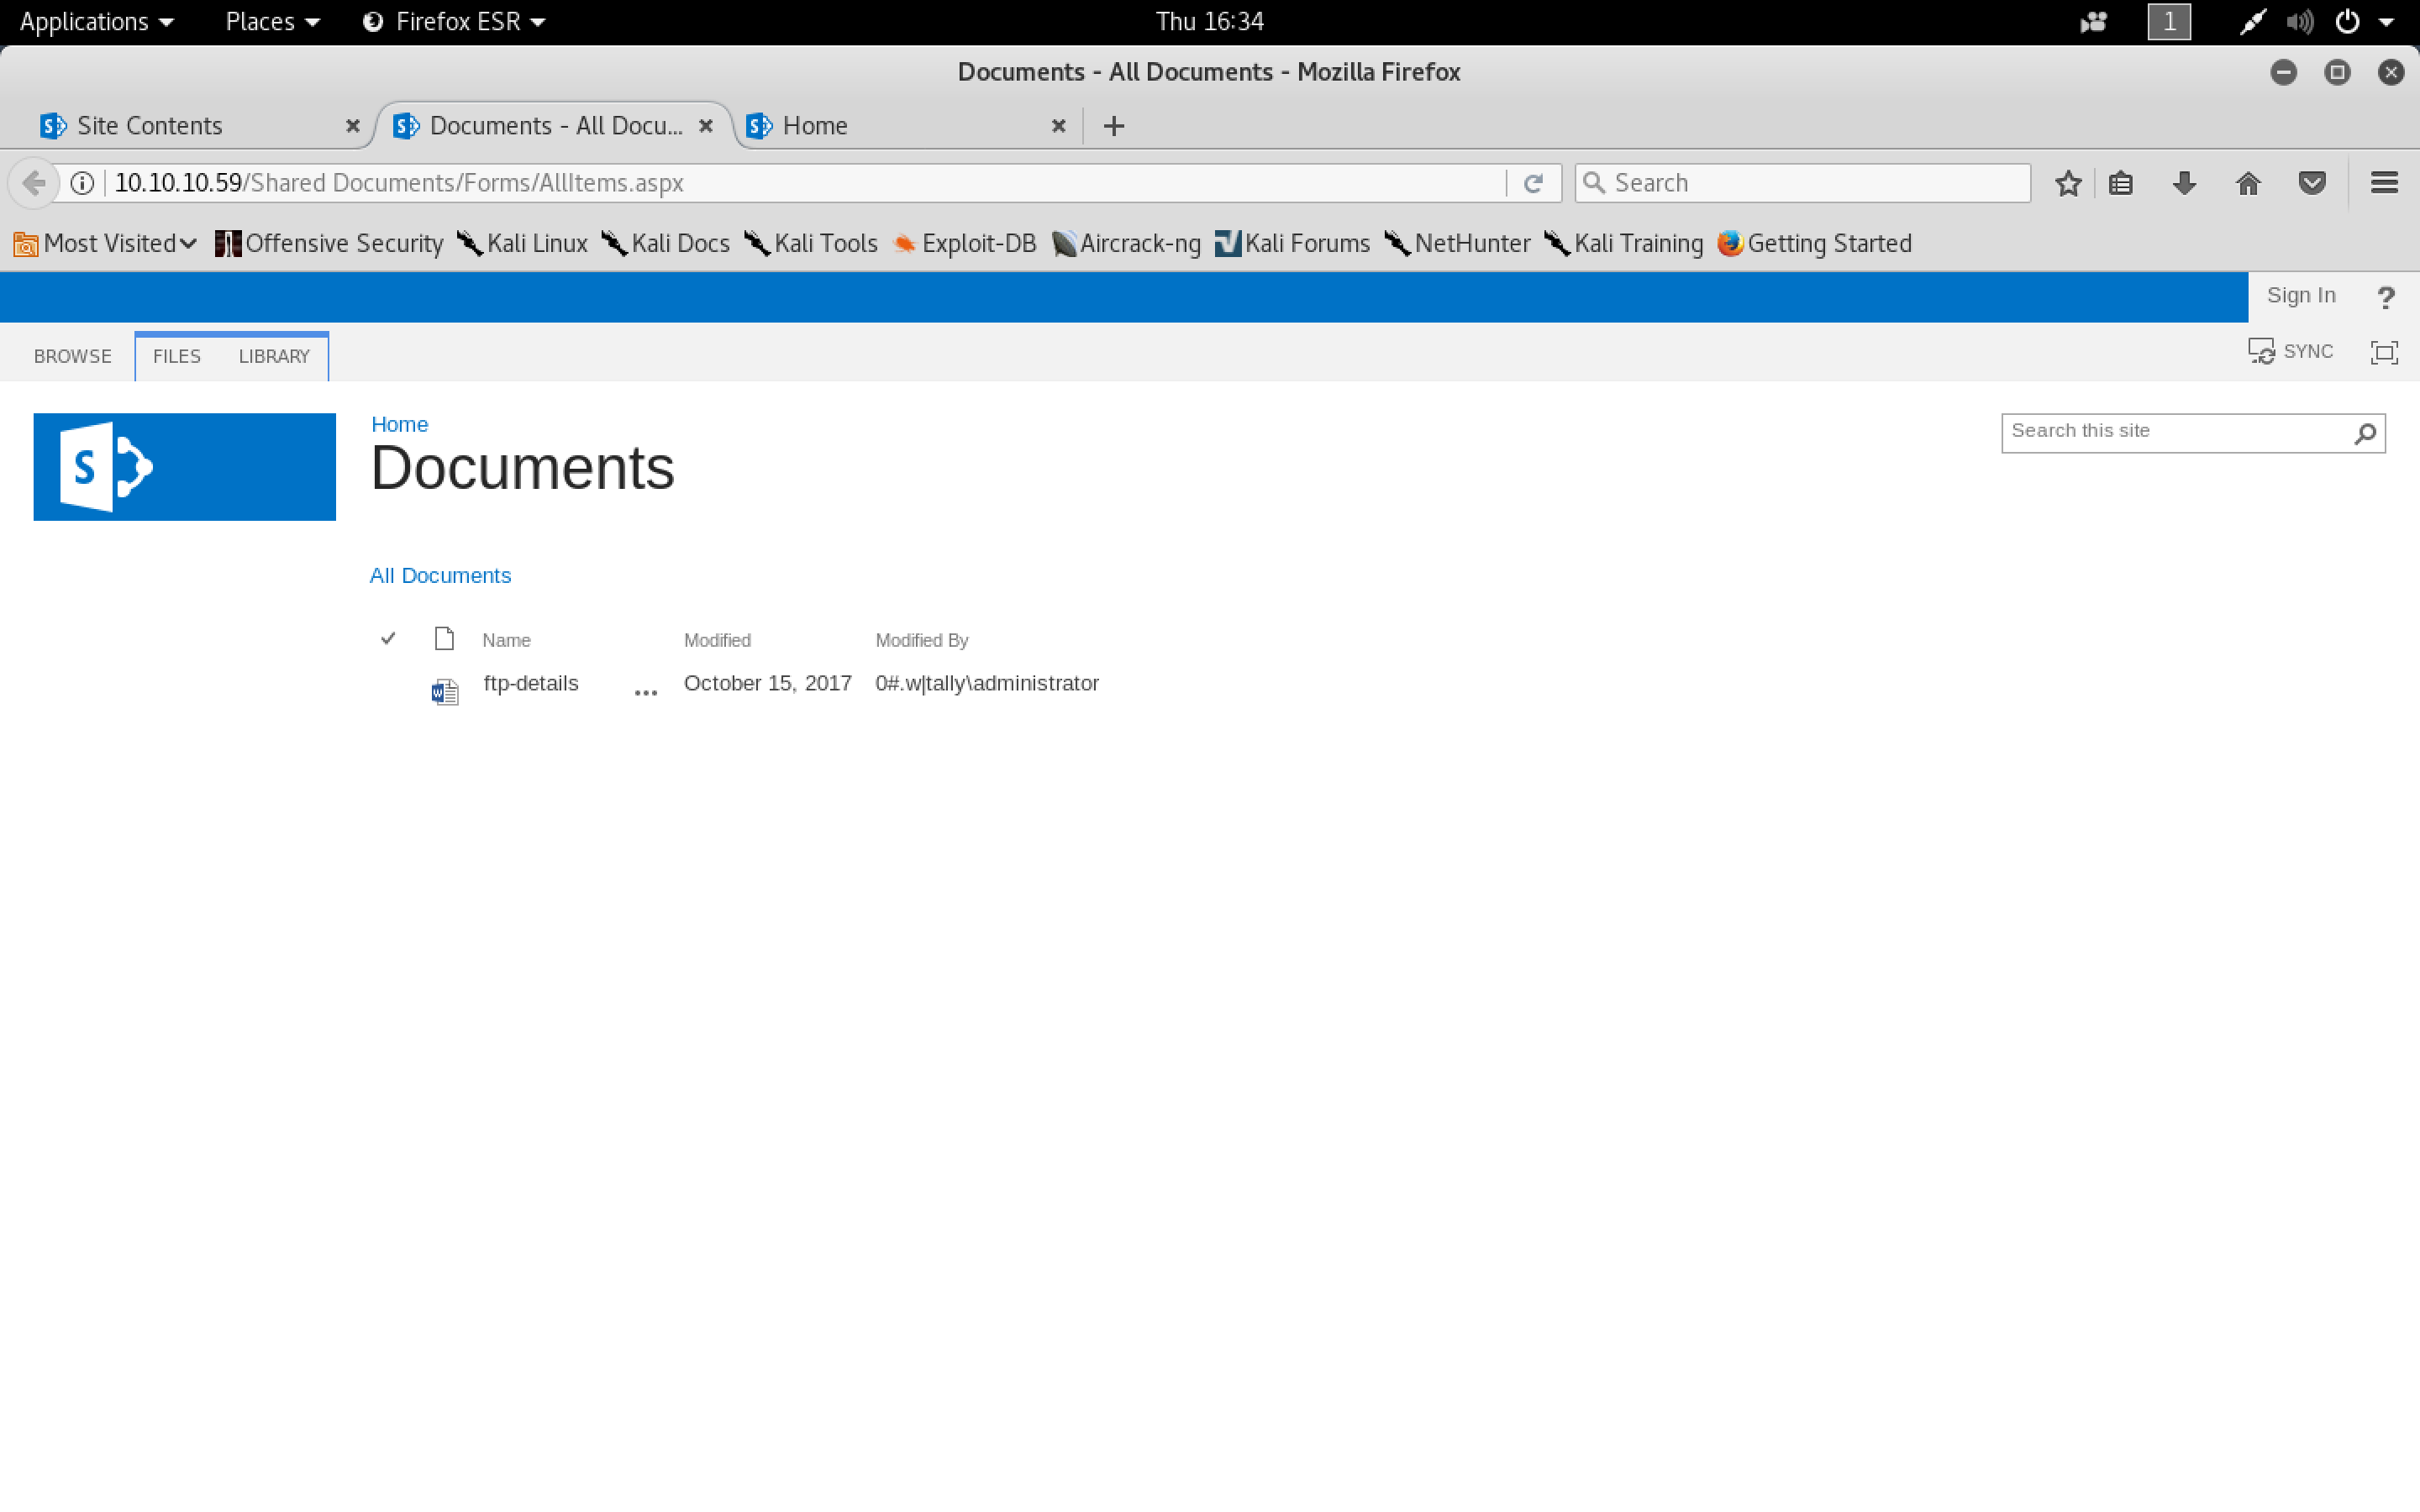 Applications Places Firefox ESR Thu 16:34 1
Documents - All Documents - Mozilla Firefox
Site Contents Documents - All Docu... Home
10.10.10.59/Shared Documents/Forms/AllItems.aspx Search
Most Visited Offensive Security Kali Linux Kali Docs Kali Tools Exploit-DB Aircrack-ng Kali Forums NetHunter Kali Training Getting Started
Sign In ?
BROWSE FILES LIBRARY SYNC
Home
Search this site
S Documents
All Documents
Name Modified Modified By
ftp-details ... October 15, 2017 0#.w|tally\administrator